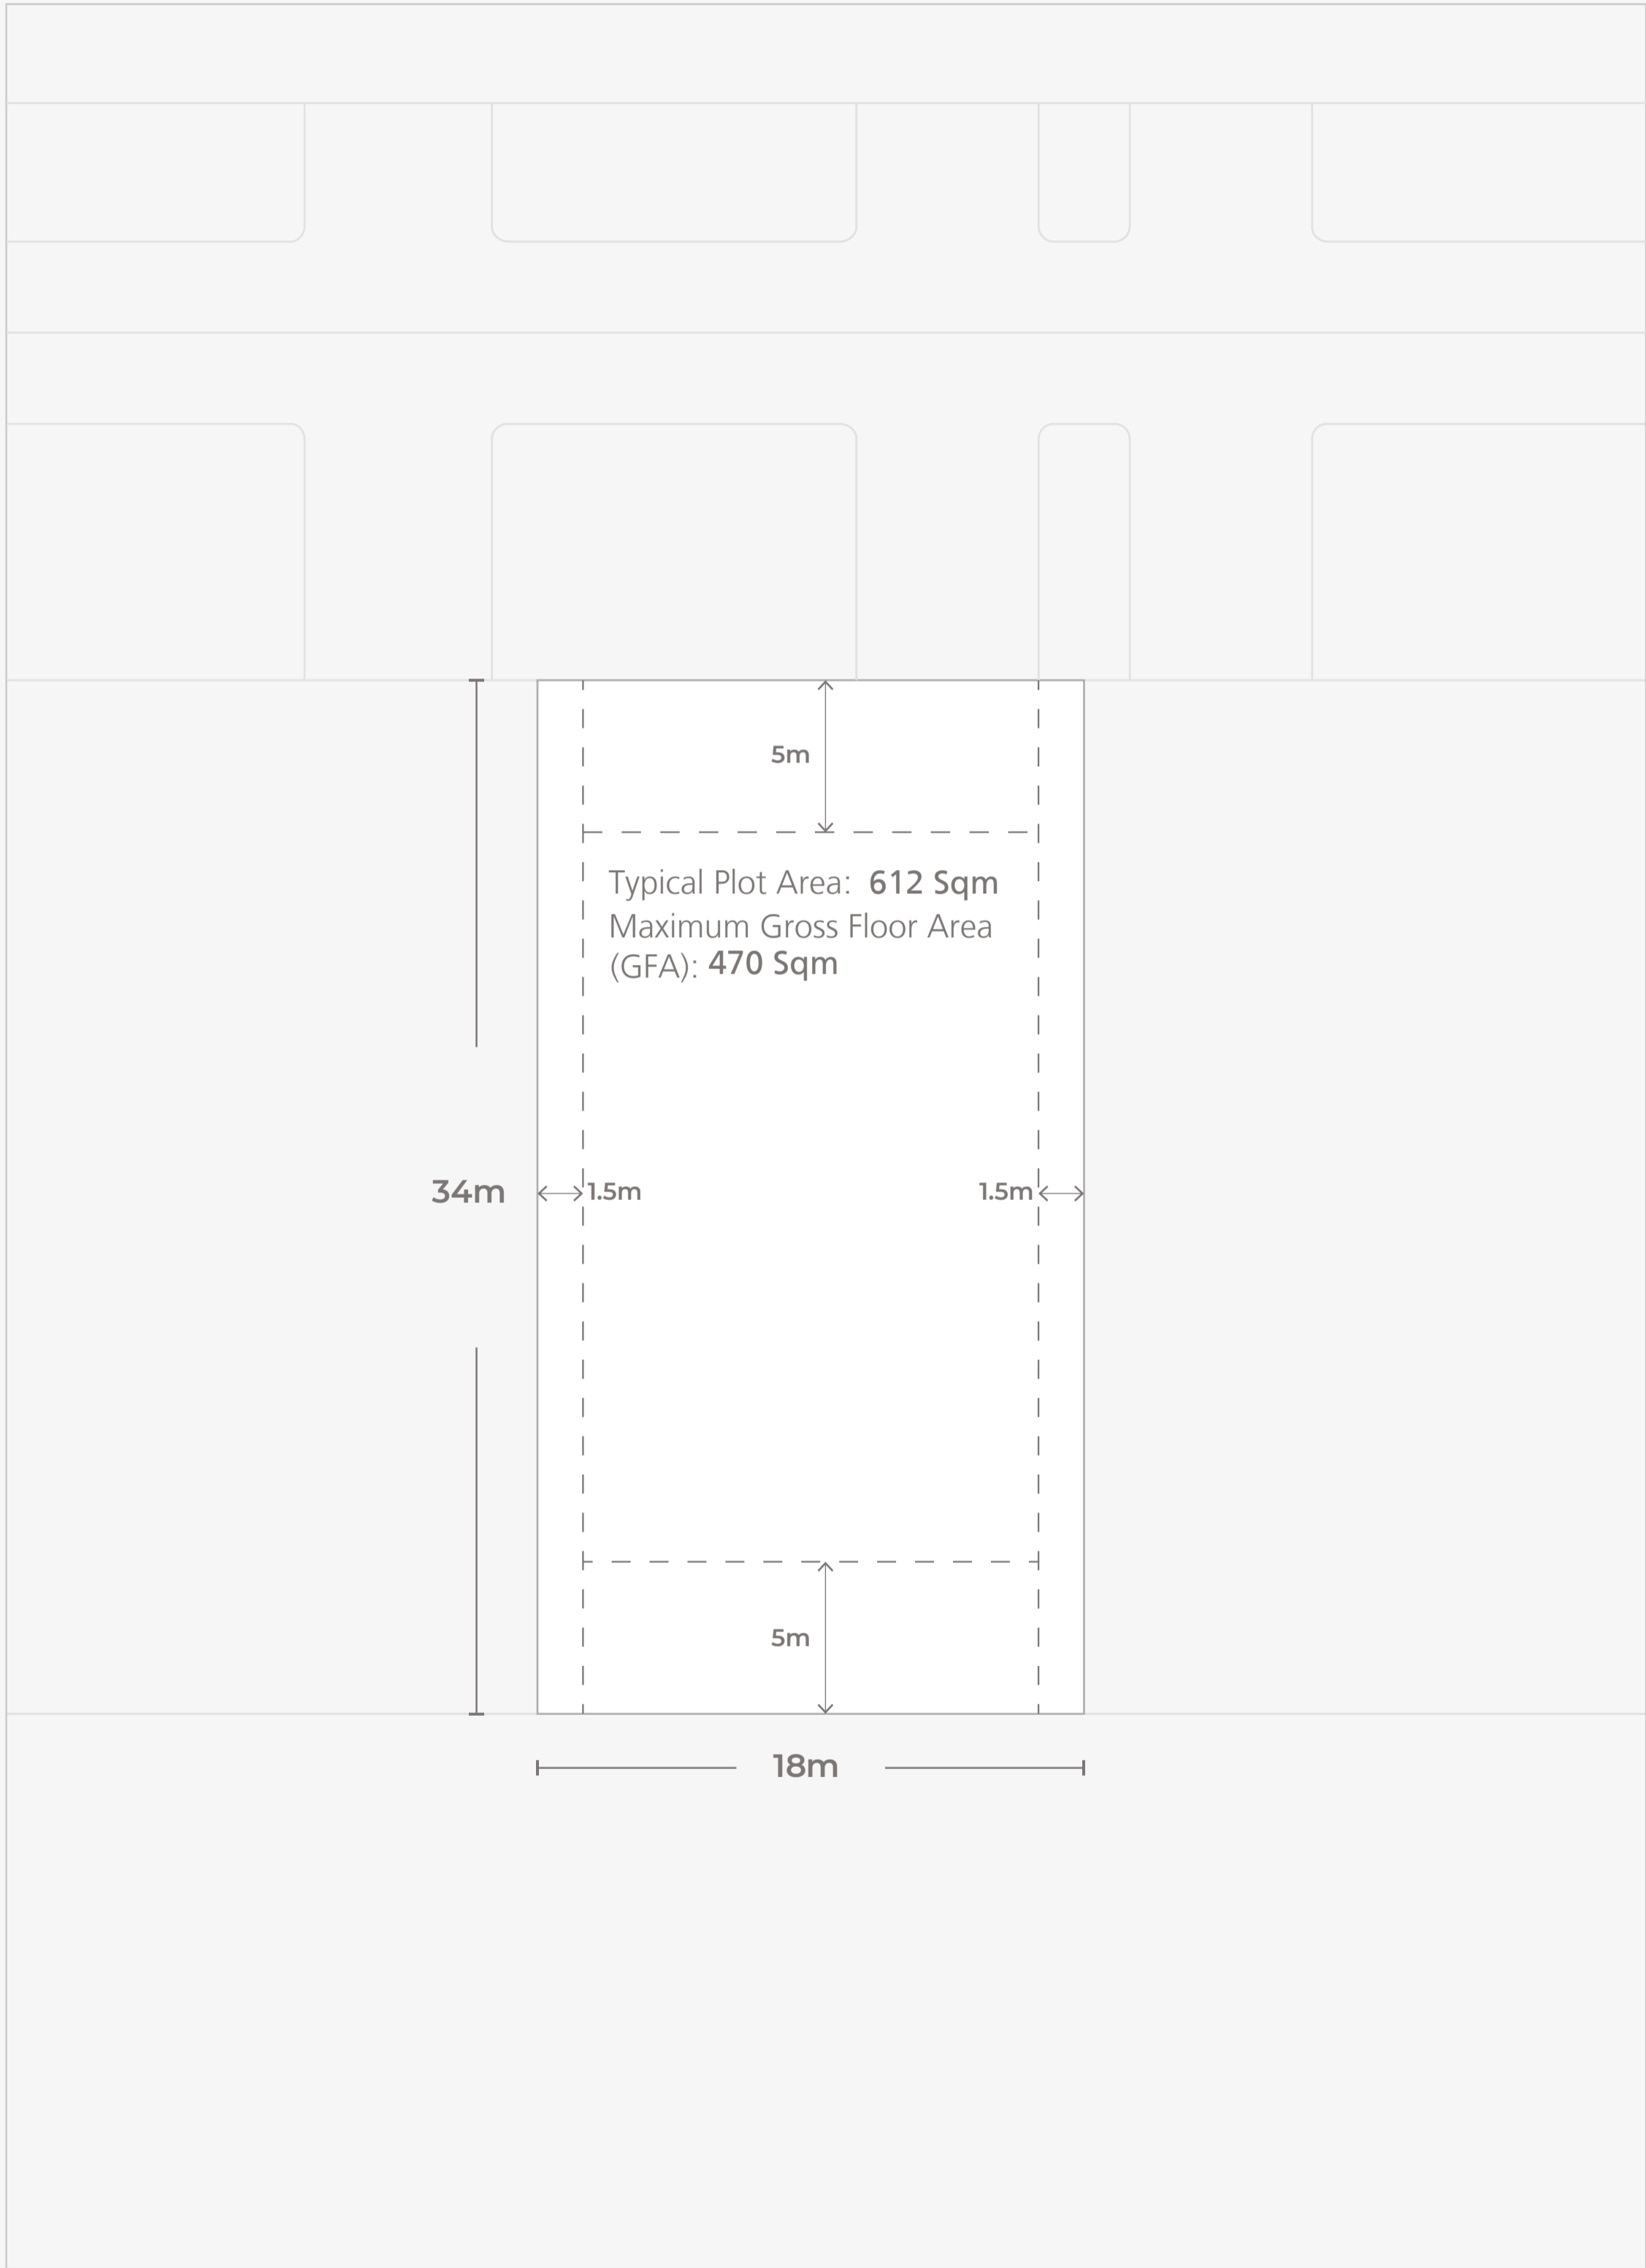 5m
Typical Plot Area: 612 Sqm
Maximum Gross Floor Area
(GFA): 470 Sqm
34m
1.5m
1.5m
5m
18m